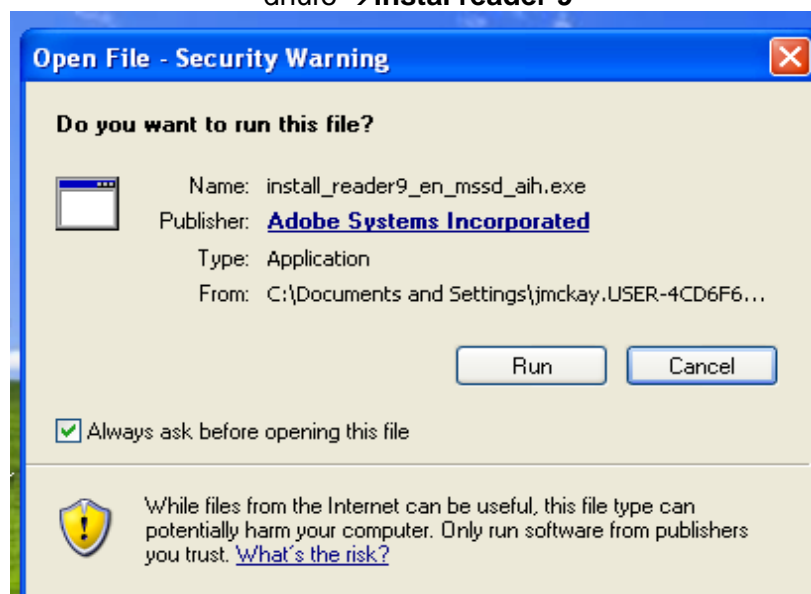 Open File - Security Warning
Do you want to run this file?
Name: install_reader9_en_mssd_aih.exe
Publisher: Adobe Systems Incorporated
Type: Application
From: C:\Documents and Settings\jmckay.USER-4CD6F6...
Run Cancel
Always ask before opening this file
While files from the Internet can be useful, this file type can
potentially harm your computer. Only run software from publishers
you trust. What's the risk?